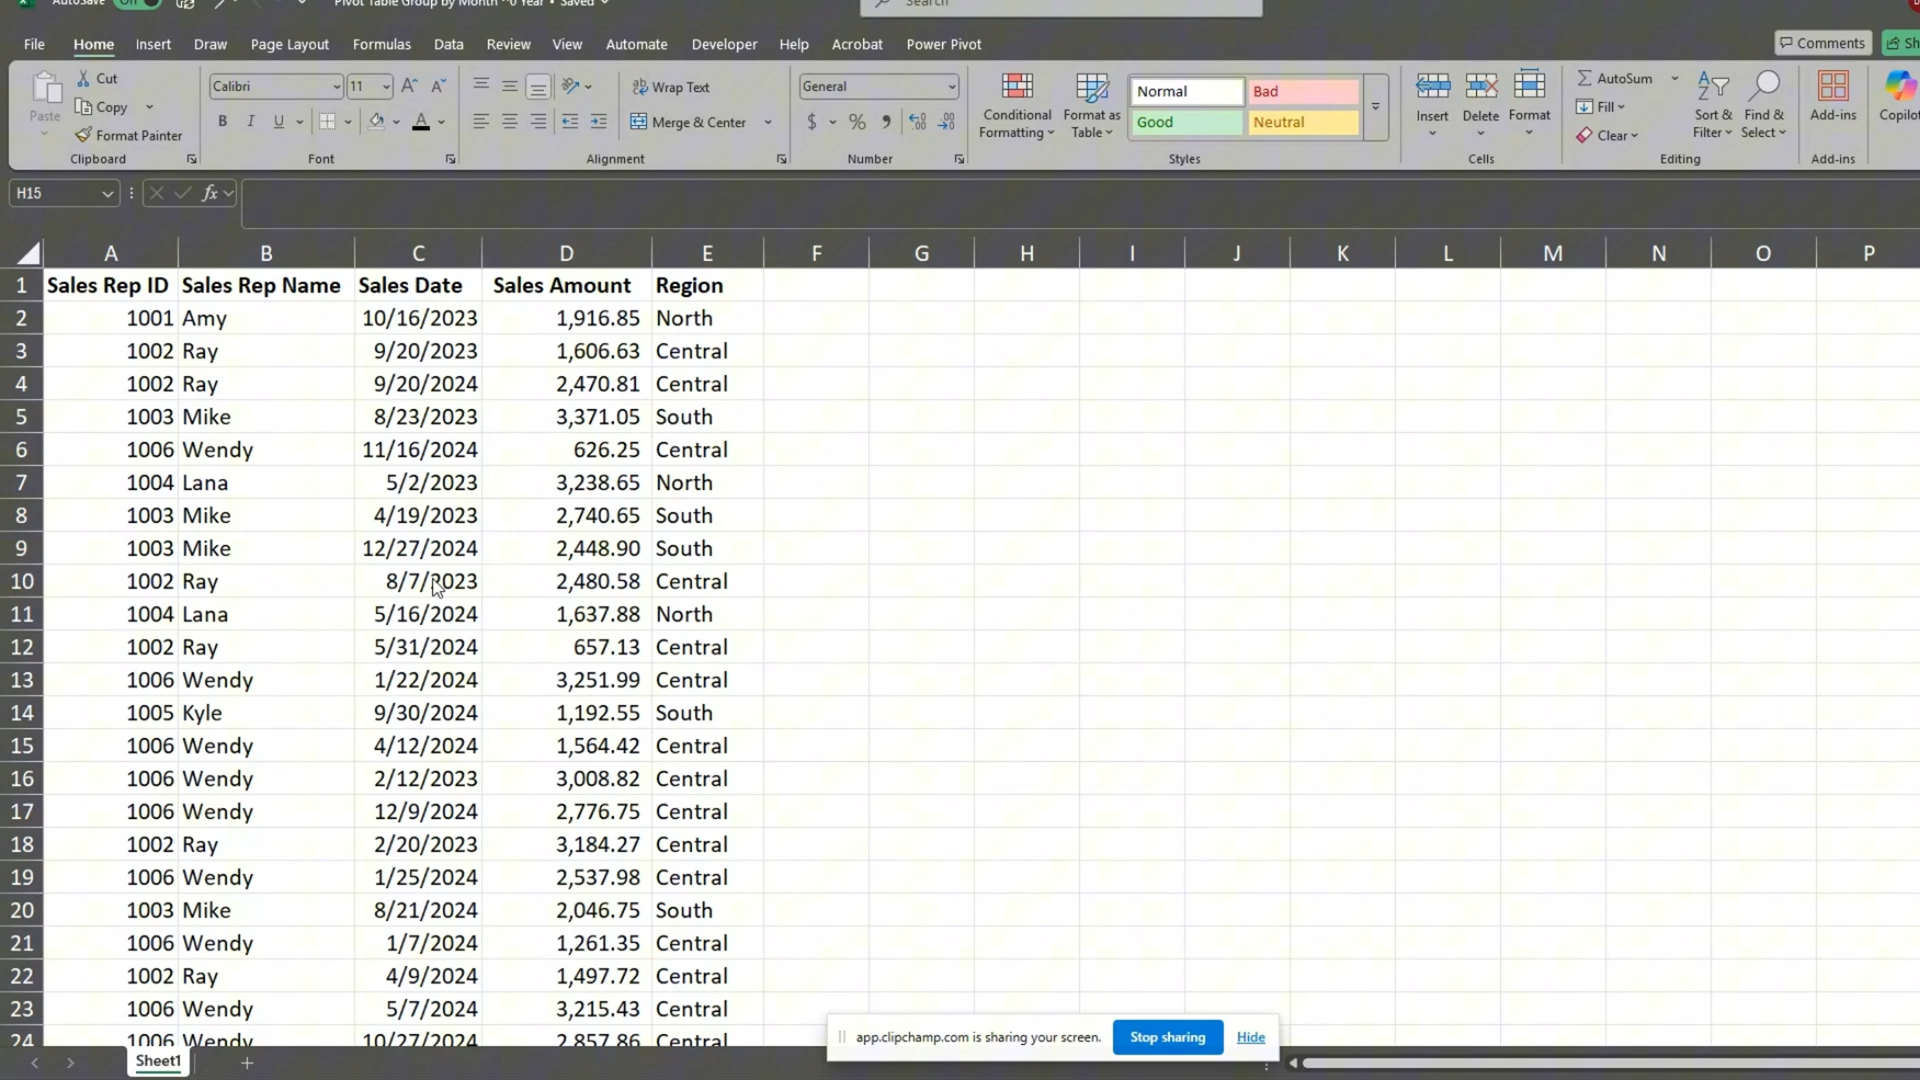 AutoSave On Pivot Table Group by Month ~0 Year • Saved Search
File Home Insert Draw Page Layout Formulas Data Review View Automate Developer Help Acrobat Power Pivot Comments Sh
Paste Cut Copy Format Painter Clipboard
Calibri 11 A A B I U A Font
Wrap Text Merge & Center Alignment
General $ % Number
Conditional Formatting Format as Table Normal Bad Good Neutral Styles
Insert Delete Format Cells
AutoSum Fill Clear Sort & Filter Find & Select Editing
Add-ins Add-ins Copilot
H15 fx
A B C D E F G H I J K L M N O P
1 Sales Rep ID Sales Rep Name Sales Date Sales Amount Region
2 1001 Amy 10/16/2023 1,916.85 North
3 1002 Ray 9/20/2023 1,606.63 Central
4 1002 Ray 9/20/2024 2,470.81 Central
5 1003 Mike 8/23/2023 3,371.05 South
6 1006 Wendy 11/16/2024 626.25 Central
7 1004 Lana 5/2/2023 3,238.65 North
8 1003 Mike 4/19/2023 2,740.65 South
9 1003 Mike 12/27/2024 2,448.90 South
10 1002 Ray 8/7/2023 2,480.58 Central
11 1004 Lana 5/16/2024 1,637.88 North
12 1002 Ray 5/31/2024 657.13 Central
13 1006 Wendy 1/22/2024 3,251.99 Central
14 1005 Kyle 9/30/2024 1,192.55 South
15 1006 Wendy 4/12/2024 1,564.42 Central
16 1006 Wendy 2/12/2023 3,008.82 Central
17 1006 Wendy 12/9/2024 2,776.75 Central
18 1002 Ray 2/20/2023 3,184.27 Central
19 1006 Wendy 1/25/2024 2,537.98 Central
20 1003 Mike 8/21/2024 2,046.75 South
21 1006 Wendy 1/7/2024 1,261.35 Central
22 1002 Ray 4/9/2024 1,497.72 Central
23 1006 Wendy 5/7/2024 3,215.43 Central
24 1006 Wendy 10/27/2024 2,857.86 Central
app.clipchamp.com is sharing your screen. Stop sharing Hide
Sheet1